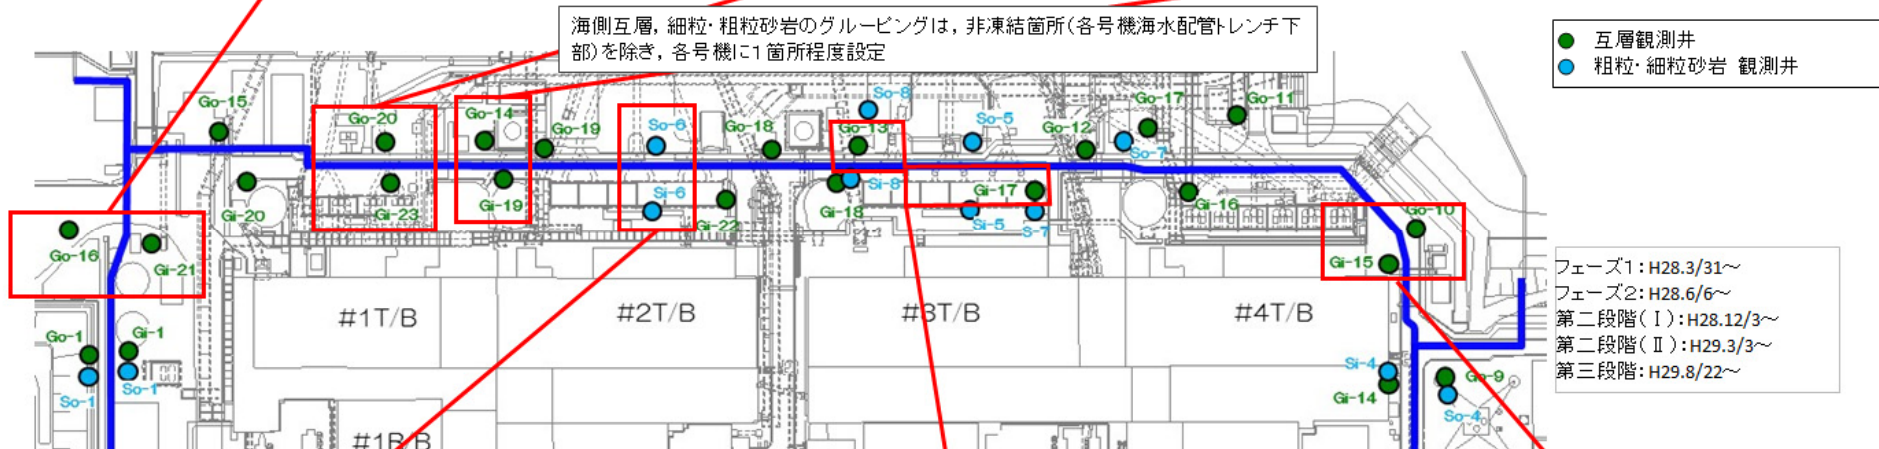 海側互層，細粒・粗粒砂岩のグルーピングは，非凍結箇所（各号機海水配管トレンチ下
部）を除き，各号機に１箇所程度設定
互層観測井
粗粒・細粒砂岩 観測井
Go-15
Go-20
Go-14
Go-19
So-6
Go-18
So-8
Go-13
So-5
Go-12
Go-17
So-7
Go-11
Gi-20
Gi-23
Gi-19
Si-6
Gi-22
Gi-18
Si-8
Gi-17
Si-5
S-7
Gi-16
Go-10
Gi-15
Go-16
Gi-21
#1T/B
#2T/B
#3T/B
#4T/B
Go-1
Gi-1
So-1
So-1
Si-4
Gi-14
Go-9
So-4
#1R/B
フェーズ１：H28.3/31～
フェーズ２：H28.6/6～
第二段階（Ⅰ）：H28.12/3～
第二段階（Ⅱ）：H29.3/3～
第三段階：H29.8/22～